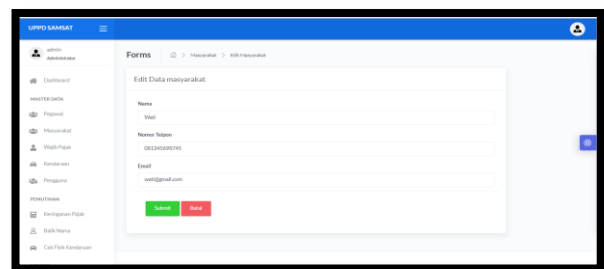 UPPD SAMSAT
admin
Administrator
Forms > Masyarakat > Edit Masyarakat
Dashboard
Edit Data masyarakat
MASTER DATA
Pegawai
Masyarakat
Wajib Pajak
Kendaraan
Pengguna
PEMUTIHAN
Keringanan Pajak
Balik Nama
Cek Fisik Kendaraan
Nama
Wati
Nomor Telpon
081345698745
Email
wati@gmail.com
Submit Batal